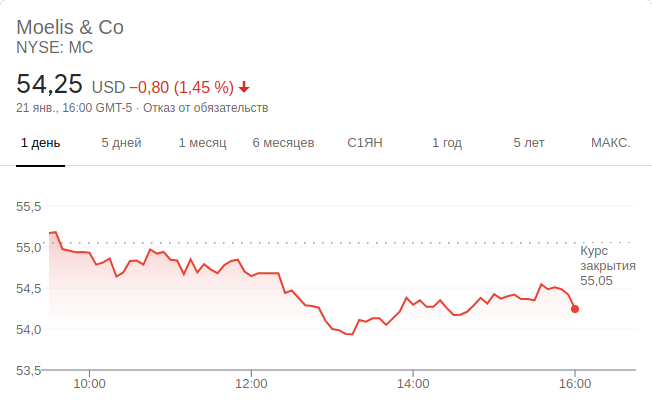 Moelis & Co
NYSE: MC
54,25 USD −0,80 (1,45 %)
21 янв., 16:00 GMT-5 · Отказ от обязательств
1 день 5 дней 1 месяц 6 месяцев С1ЯН 1 год 5 лет МАКС.
55,5
55,0
Курс
закрытия
55,05
54,5
54,0
53,5
10:00 12:00 14:00 16:00